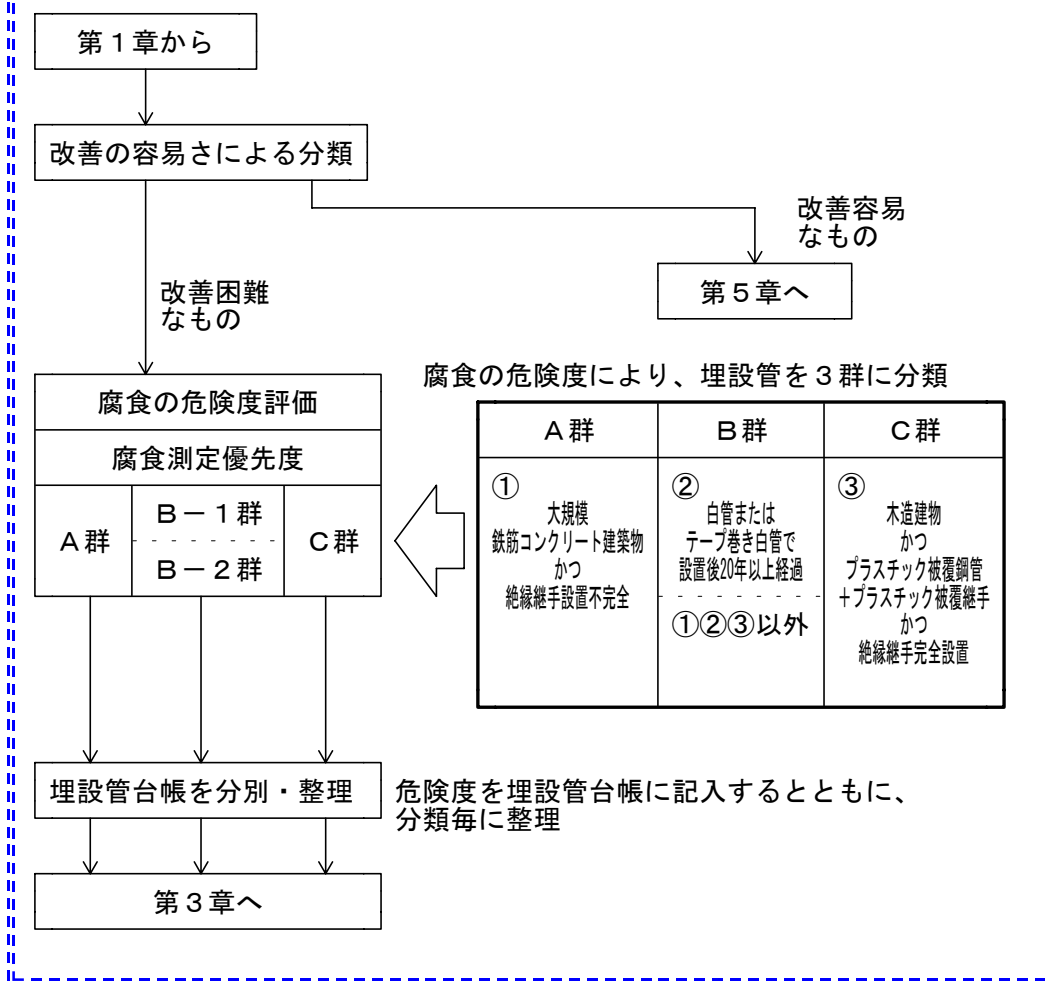 第１章から
改善の容易さによる分類
改善容易
なもの
第５章へ
改善困難
なもの
腐食の危険度評価
腐食測定優先度
Ａ群
Ｂ－１群
Ｂ－２群
Ｃ群
腐食の危険度により、埋設管を３群に分類
Ａ群
Ｂ群
Ｃ群
①
大規模
鉄筋コンクリート建築物
かつ
絶縁継手設置不完全
②
白管または
テープ巻き白管で
設置後20年以上経過
①②③以外
③
木造建物
かつ
プラスチック被覆鋼管
＋プラスチック被覆継手
かつ
絶縁継手完全設置
埋設管台帳を分別・整理
危険度を埋設管台帳に記入するとともに、
分類毎に整理
第３章へ